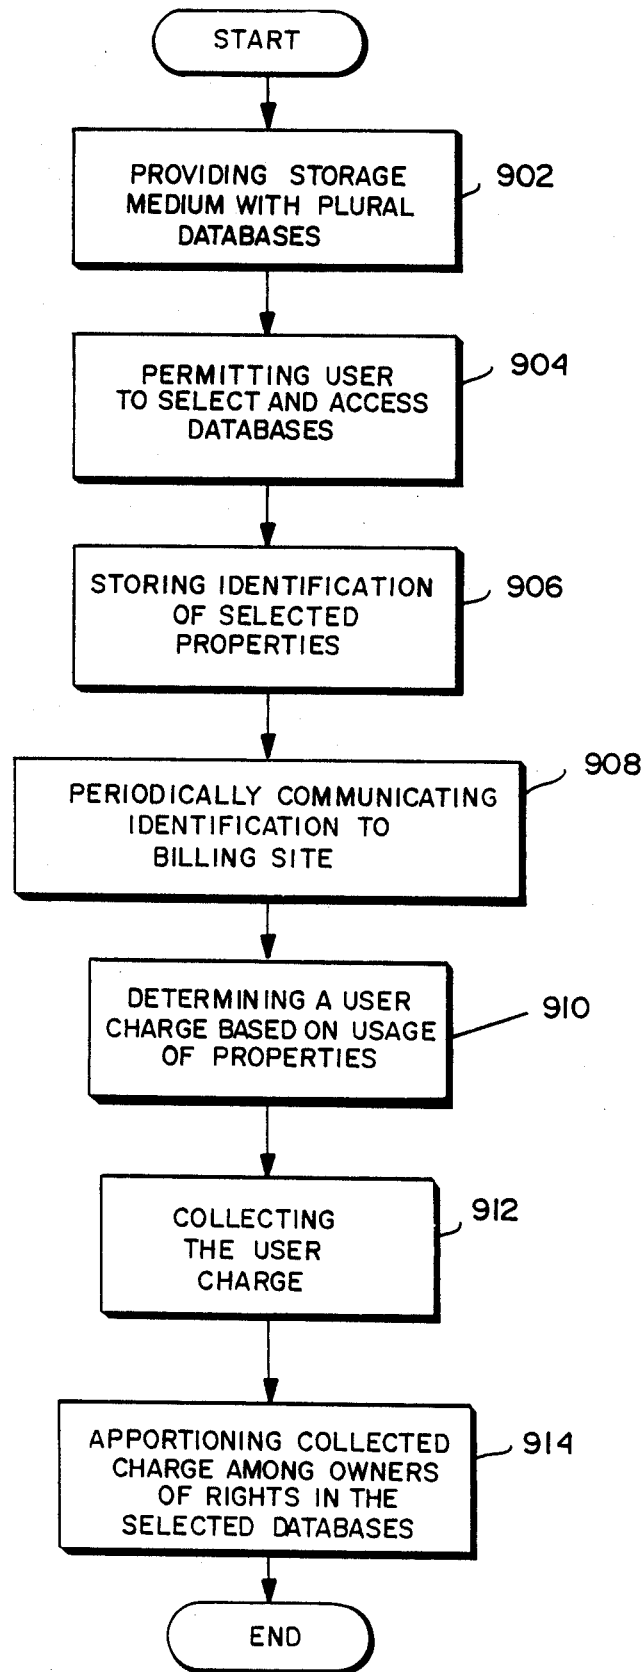 START
PROVIDING STORAGE
MEDIUM WITH PLURAL
DATABASES
902
PERMITTING USER
TO SELECT AND ACCESS
DATABASES
904
STORING IDENTIFICATION
OF SELECTED
PROPERTIES
906
PERIODICALLY COMMUNICATING
IDENTIFICATION TO
BILLING SITE
908
DETERMINING A USER
CHARGE BASED ON USAGE
OF PROPERTIES
910
COLLECTING
THE USER
CHARGE
912
APPORTIONING COLLECTED
CHARGE AMONG OWNERS
OF RIGHTS IN THE
SELECTED DATABASES
914
END